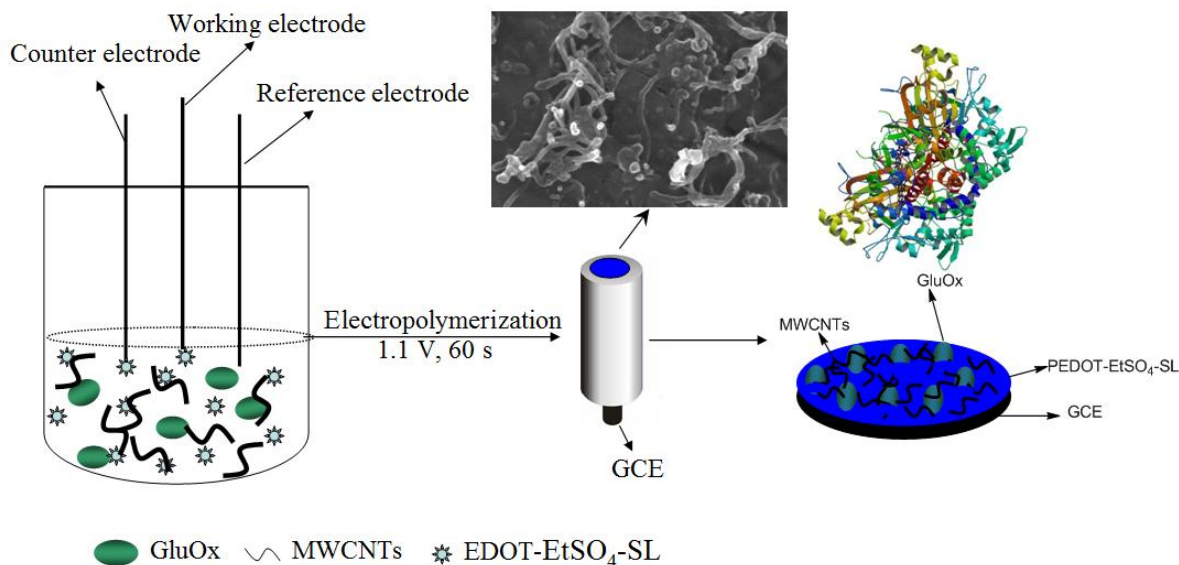 Working electrode
Counter electrode
Reference electrode
Electropolymerization
1.1 V, 60 s
GCE
GluOx
MWCNTs
PEDOT-EtSO₄-SL
GCE
GluOx
MWCNTs
EDOT-EtSO₄-SL